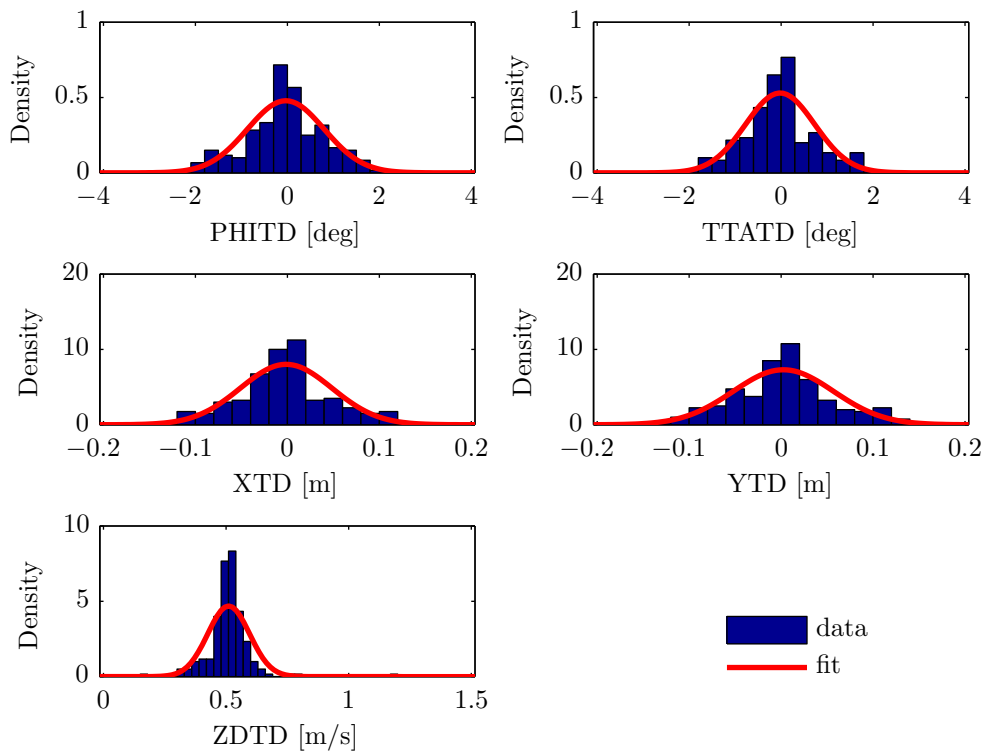 1
0.5
0
Density
−4 −2 0 2 4
PHITD [deg]
1
0.5
0
Density
−4 −2 0 2 4
TTATD [deg]
20
10
0
Density
−0.2 −0.1 0 0.1 0.2
XTD [m]
20
10
0
Density
−0.2 −0.1 0 0.1 0.2
YTD [m]
10
5
0
Density
0 0.5 1 1.5
ZDTD [m/s]
data
fit